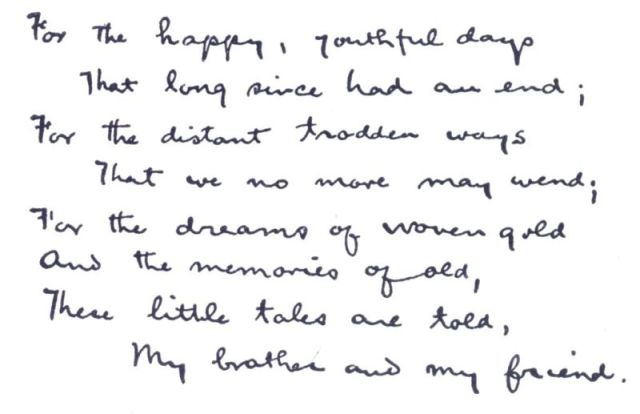 For the happy, youthful days
That long since had an end;
For the distant trodden ways
That we no more may wend;
For the dreams of woven gold
And the memories of old,
These little tales are told,
My brother and my friend.